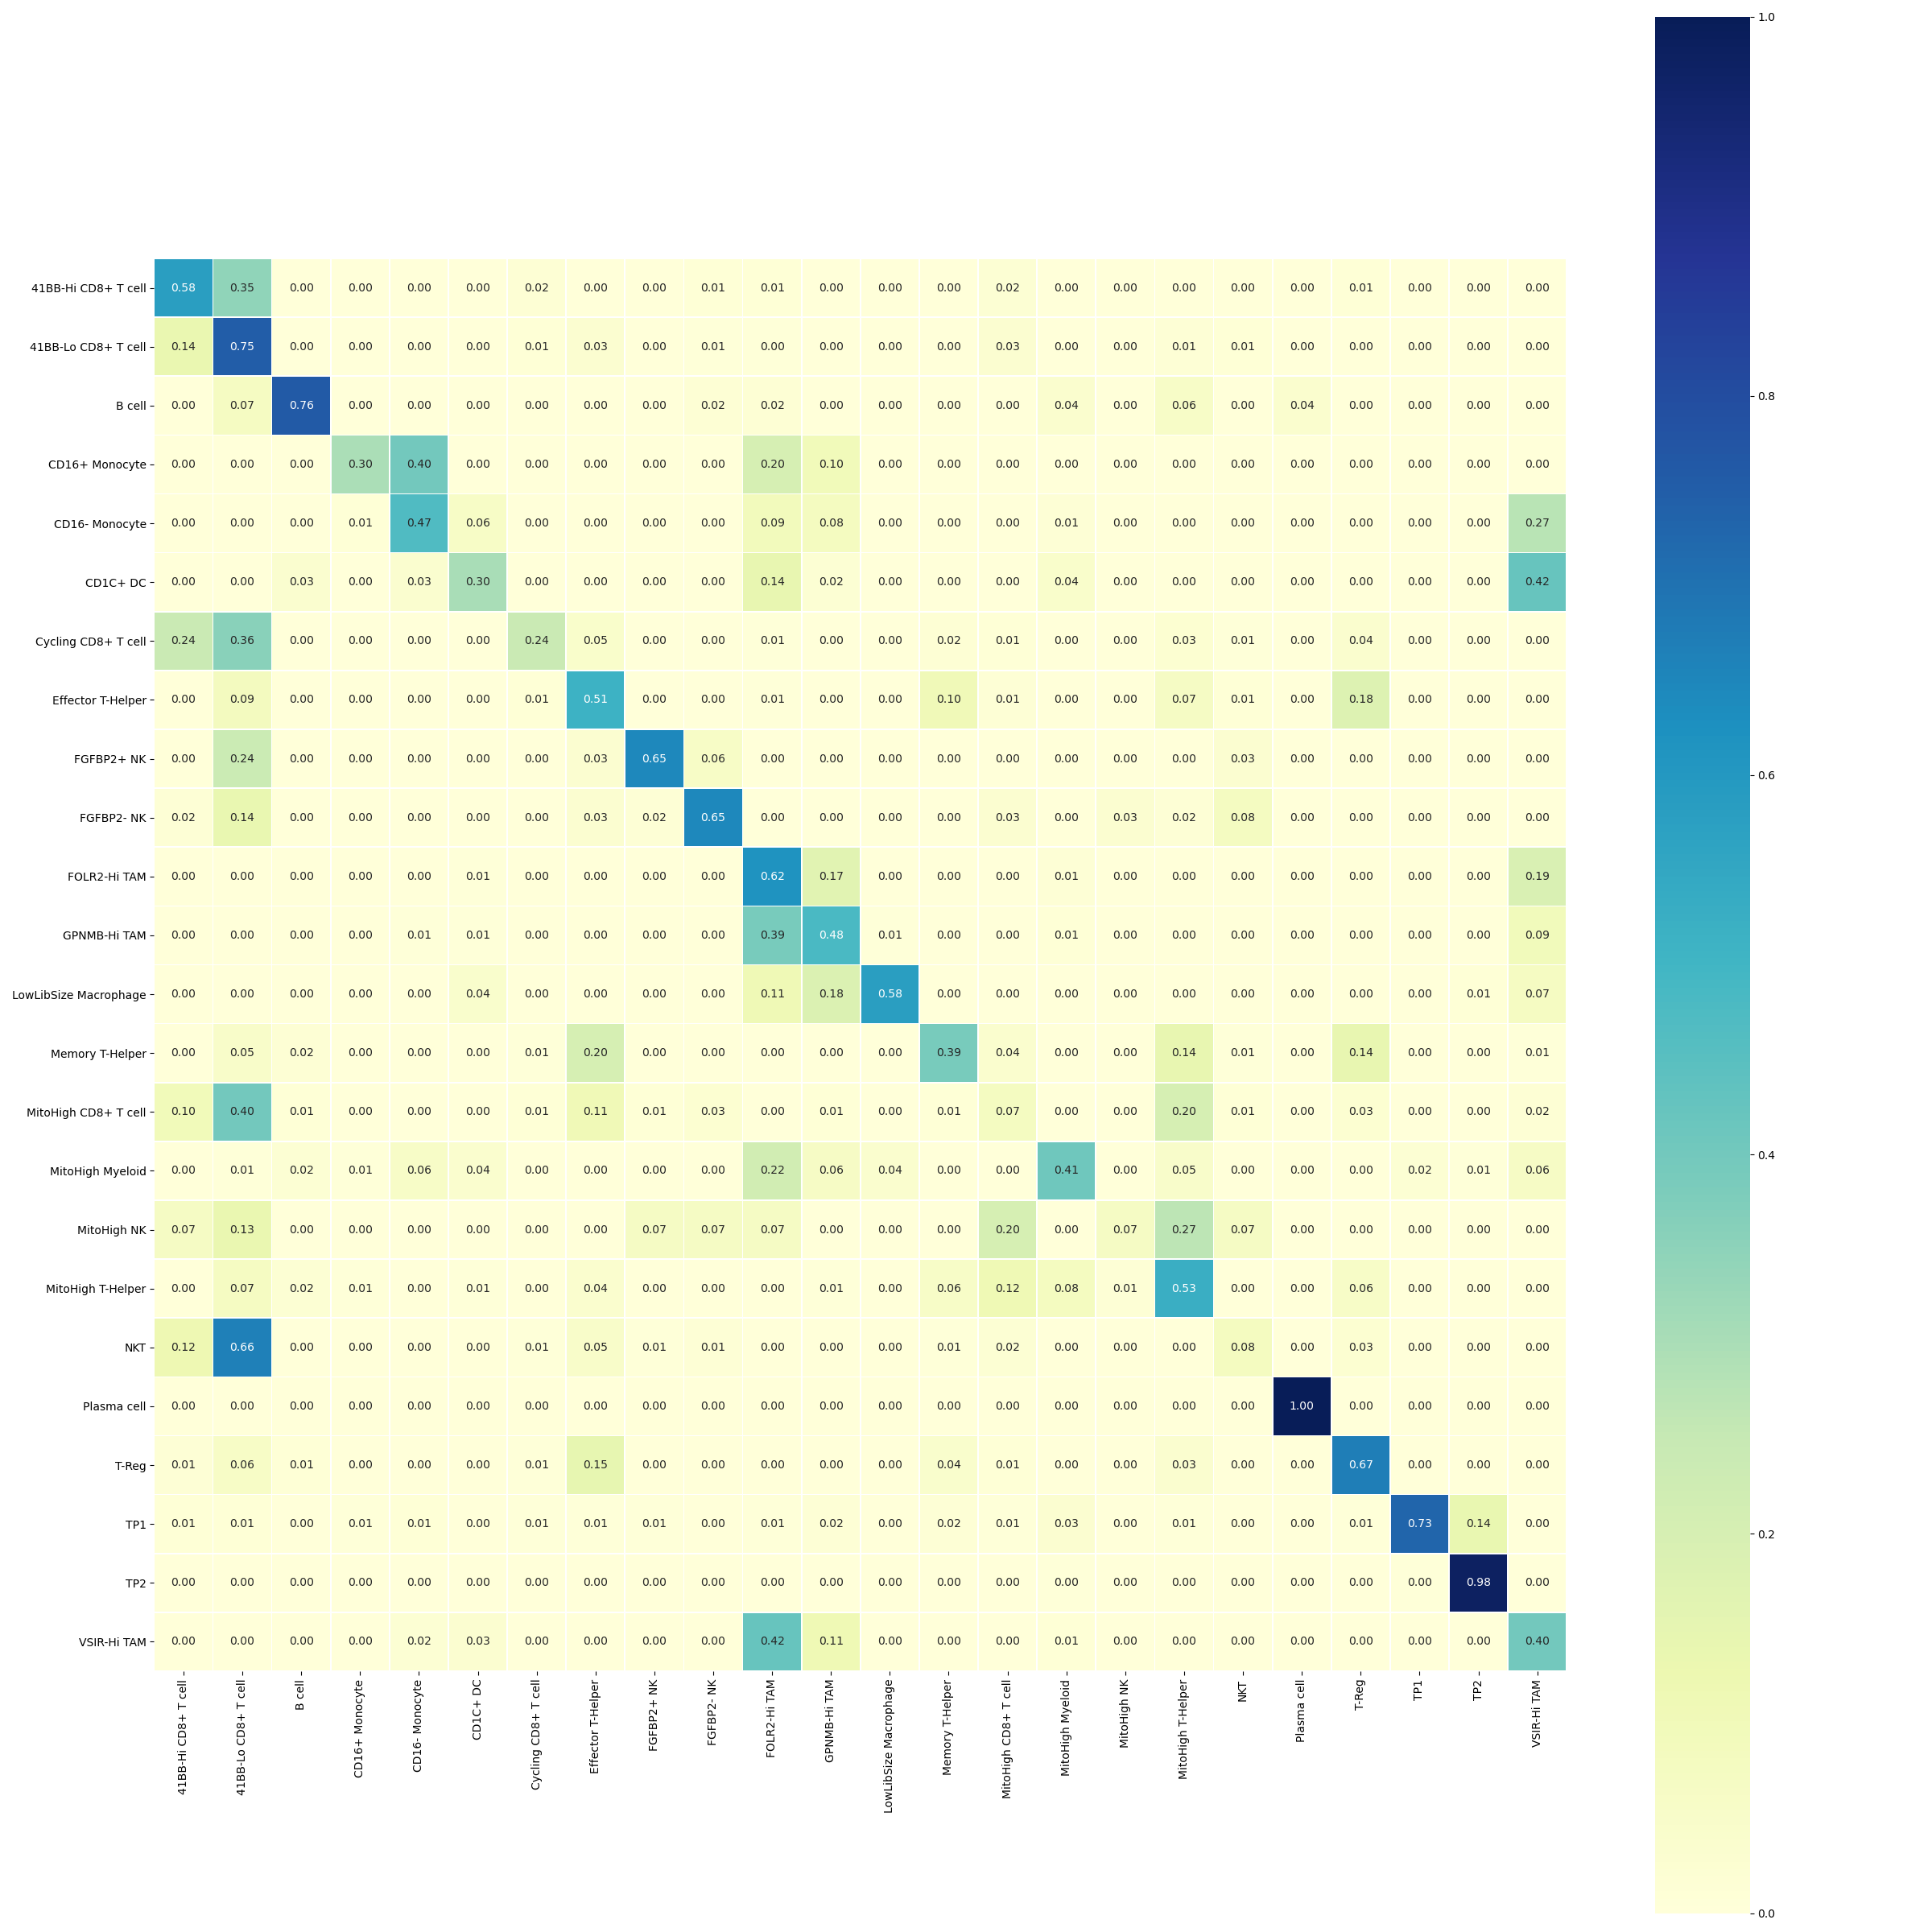 1.0
0.8
0.6
0.4
0.2
0.0
41BB-Hi CD8+ T cell 0.58 0.35 0.00 0.00 0.00 0.00 0.02 0.00 0.00 0.01 0.01 0.00 0.00 0.00 0.02 0.00 0.00 0.00 0.00 0.00 0.01 0.00 0.00 0.00
41BB-Lo CD8+ T cell 0.14 0.75 0.00 0.00 0.00 0.00 0.01 0.03 0.00 0.01 0.00 0.00 0.00 0.00 0.03 0.00 0.00 0.01 0.01 0.00 0.00 0.00 0.00 0.00
B cell 0.00 0.07 0.76 0.00 0.00 0.00 0.00 0.00 0.00 0.02 0.02 0.00 0.00 0.00 0.00 0.04 0.00 0.06 0.00 0.04 0.00 0.00 0.00 0.00
CD16+ Monocyte 0.00 0.00 0.00 0.30 0.40 0.00 0.00 0.00 0.00 0.00 0.20 0.10 0.00 0.00 0.00 0.00 0.00 0.00 0.00 0.00 0.00 0.00 0.00 0.00
CD16- Monocyte 0.00 0.00 0.00 0.01 0.47 0.06 0.00 0.00 0.00 0.00 0.09 0.08 0.00 0.00 0.00 0.01 0.00 0.00 0.00 0.00 0.00 0.00 0.00 0.27
CD1C+ DC 0.00 0.00 0.03 0.00 0.03 0.30 0.00 0.00 0.00 0.00 0.14 0.02 0.00 0.00 0.00 0.04 0.00 0.00 0.00 0.00 0.00 0.00 0.00 0.42
Cycling CD8+ T cell 0.24 0.36 0.00 0.00 0.00 0.00 0.24 0.05 0.00 0.00 0.01 0.00 0.00 0.02 0.01 0.00 0.00 0.03 0.01 0.00 0.04 0.00 0.00 0.00
Effector T-Helper 0.00 0.09 0.00 0.00 0.00 0.00 0.01 0.51 0.00 0.00 0.01 0.00 0.00 0.10 0.01 0.00 0.00 0.07 0.01 0.00 0.18 0.00 0.00 0.00
FGFBP2+ NK 0.00 0.24 0.00 0.00 0.00 0.00 0.00 0.03 0.65 0.06 0.00 0.00 0.00 0.00 0.00 0.00 0.00 0.00 0.03 0.00 0.00 0.00 0.00 0.00
FGFBP2- NK 0.02 0.14 0.00 0.00 0.00 0.00 0.00 0.03 0.02 0.65 0.00 0.00 0.00 0.00 0.03 0.00 0.03 0.02 0.08 0.00 0.00 0.00 0.00 0.00
FOLR2-Hi TAM 0.00 0.00 0.00 0.00 0.00 0.01 0.00 0.00 0.00 0.00 0.62 0.17 0.00 0.00 0.00 0.01 0.00 0.00 0.00 0.00 0.00 0.00 0.00 0.19
GPNMB-Hi TAM 0.00 0.00 0.00 0.00 0.01 0.01 0.00 0.00 0.00 0.00 0.39 0.48 0.01 0.00 0.00 0.01 0.00 0.00 0.00 0.00 0.00 0.00 0.00 0.09
LowLibSize Macrophage 0.00 0.00 0.00 0.00 0.00 0.04 0.00 0.00 0.00 0.00 0.11 0.18 0.58 0.00 0.00 0.00 0.00 0.00 0.00 0.00 0.00 0.00 0.01 0.07
Memory T-Helper 0.00 0.05 0.02 0.00 0.00 0.00 0.01 0.20 0.00 0.00 0.00 0.00 0.00 0.39 0.04 0.00 0.00 0.14 0.01 0.00 0.14 0.00 0.00 0.01
MitoHigh CD8+ T cell 0.10 0.40 0.01 0.00 0.00 0.00 0.01 0.11 0.01 0.03 0.00 0.01 0.00 0.01 0.07 0.00 0.00 0.20 0.01 0.00 0.03 0.00 0.00 0.02
MitoHigh Myeloid 0.00 0.01 0.02 0.01 0.06 0.04 0.00 0.00 0.00 0.00 0.22 0.06 0.04 0.00 0.00 0.41 0.00 0.05 0.00 0.00 0.00 0.02 0.01 0.06
MitoHigh NK 0.07 0.13 0.00 0.00 0.00 0.00 0.00 0.00 0.07 0.07 0.07 0.00 0.00 0.00 0.20 0.00 0.07 0.27 0.07 0.00 0.00 0.00 0.00 0.00
MitoHigh T-Helper 0.00 0.07 0.02 0.01 0.00 0.01 0.00 0.04 0.00 0.00 0.00 0.01 0.00 0.06 0.12 0.08 0.01 0.53 0.00 0.00 0.06 0.00 0.00 0.00
NKT 0.12 0.66 0.00 0.00 0.00 0.00 0.01 0.05 0.01 0.01 0.00 0.00 0.00 0.01 0.02 0.00 0.00 0.00 0.08 0.00 0.03 0.00 0.00 0.00
Plasma cell 0.00 0.00 0.00 0.00 0.00 0.00 0.00 0.00 0.00 0.00 0.00 0.00 0.00 0.00 0.00 0.00 0.00 0.00 0.00 1.00 0.00 0.00 0.00 0.00
T-Reg 0.01 0.06 0.01 0.00 0.00 0.00 0.01 0.15 0.00 0.00 0.00 0.00 0.00 0.04 0.01 0.00 0.00 0.03 0.00 0.00 0.67 0.00 0.00 0.00
TP1 0.01 0.01 0.00 0.01 0.01 0.00 0.01 0.01 0.01 0.00 0.01 0.02 0.00 0.02 0.01 0.03 0.00 0.01 0.00 0.00 0.01 0.73 0.14 0.00
TP2 0.00 0.00 0.00 0.00 0.00 0.00 0.00 0.00 0.00 0.00 0.00 0.00 0.00 0.00 0.00 0.00 0.00 0.00 0.00 0.00 0.00 0.00 0.98 0.00
VSIR-Hi TAM 0.00 0.00 0.00 0.00 0.02 0.03 0.00 0.00 0.00 0.00 0.42 0.11 0.00 0.00 0.00 0.01 0.00 0.00 0.00 0.00 0.00 0.00 0.00 0.40
41BB-Hi CD8+ T cell
41BB-Lo CD8+ T cell
B cell
CD16+ Monocyte
CD16- Monocyte
CD1C+ DC
Cycling CD8+ T cell
Effector T-Helper
FGFBP2+ NK
FGFBP2- NK
FOLR2-Hi TAM
GPNMB-Hi TAM
LowLibSize Macrophage
Memory T-Helper
MitoHigh CD8+ T cell
MitoHigh Myeloid
MitoHigh NK
MitoHigh T-Helper
NKT
Plasma cell
T-Reg
TP1
TP2
VSIR-Hi TAM